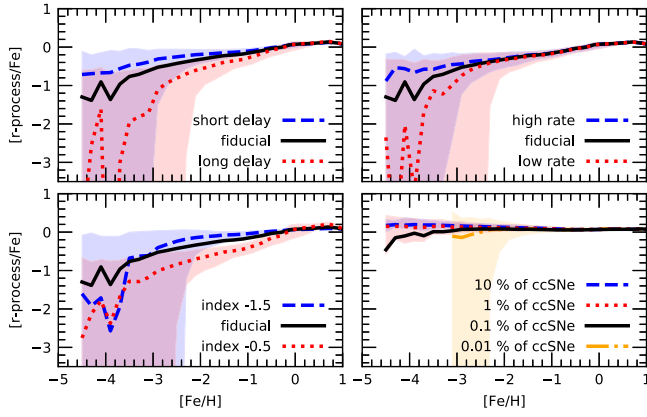 1
0
−1
−2
−3
[r-process/Fe]
short delay
fiducial
long delay
high rate
fiducial
low rate
1
0
−1
−2
−3
[r-process/Fe]
index -1.5
fiducial
index -0.5
10 % of ccSNe
1 % of ccSNe
0.1 % of ccSNe
0.01 % of ccSNe
−5 −4 −3 −2 −1 0 1
−5 −4 −3 −2 −1 0 1
[Fe/H]
[Fe/H]